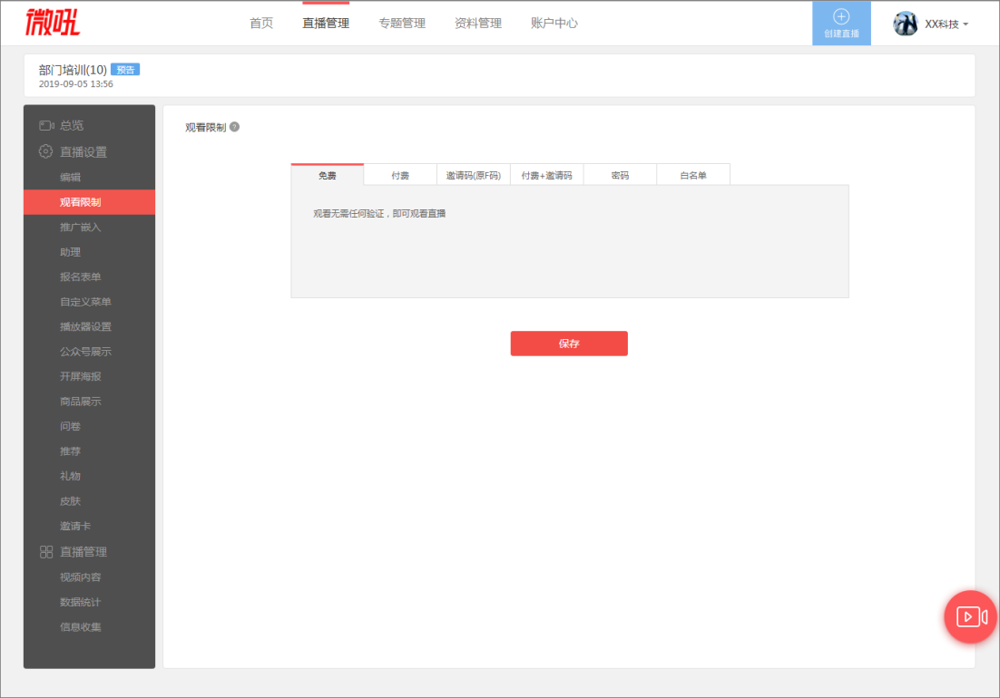 微吼
首页
直播管理
专题管理
资料管理
账户中心
创建直播
XX科技
部门培训(10) 预告
2019-09-05 13:56
总览
直播设置
编辑
观看限制
推广嵌入
助理
报名表单
自定义菜单
播放器设置
公众号展示
开屏海报
商品展示
问卷
推荐
礼物
皮肤
邀请卡
直播管理
视频内容
数据统计
信息收集
观看限制 ?
免费
付费
邀请码(原F码)
付费+邀请码
密码
白名单
观看无需任何验证，即可观看直播
保存